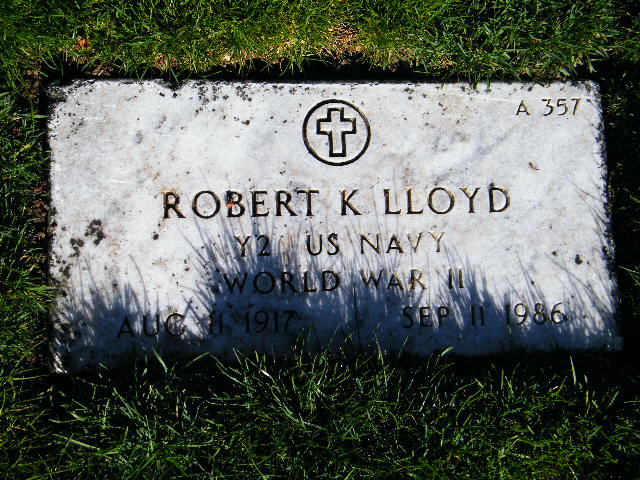 A 357
ROBERT K LLOYD
Y2 US NAVY
WORLD WAR II
AUG 11 1917 SEP 11 1986